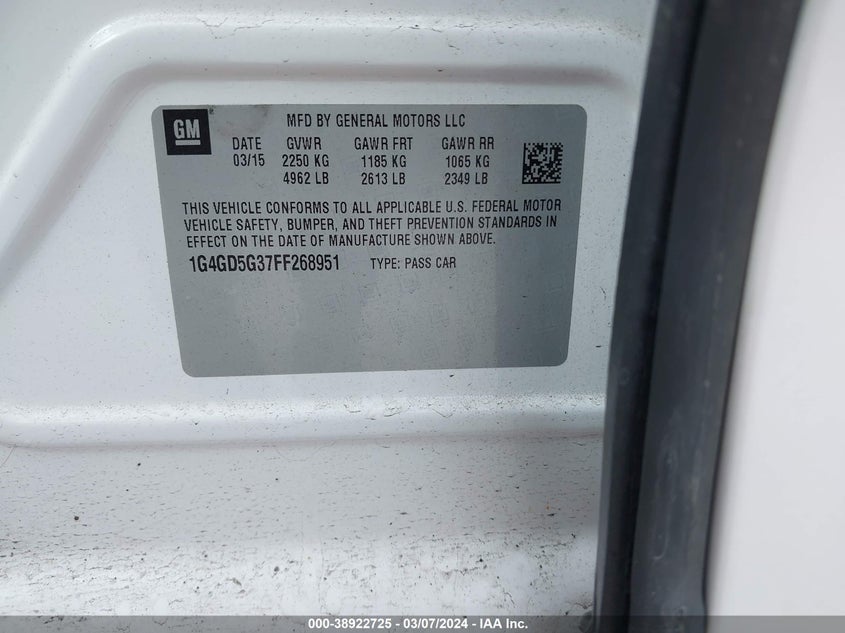 GM
MFD BY GENERAL MOTORS LLC
DATE GVWR GAWR FRT GAWR RR
03/15 2250 KG 1185 KG 1065 KG
4962 LB 2613 LB 2349 LB
THIS VEHICLE CONFORMS TO ALL APPLICABLE U.S. FEDERAL MOTOR
VEHICLE SAFETY, BUMPER, AND THEFT PREVENTION STANDARDS IN
EFFECT ON THE DATE OF MANUFACTURE SHOWN ABOVE.
1G4GD5G37FF268951 TYPE: PASS CAR
000-38922725 - 03/07/2024 - IAA Inc.